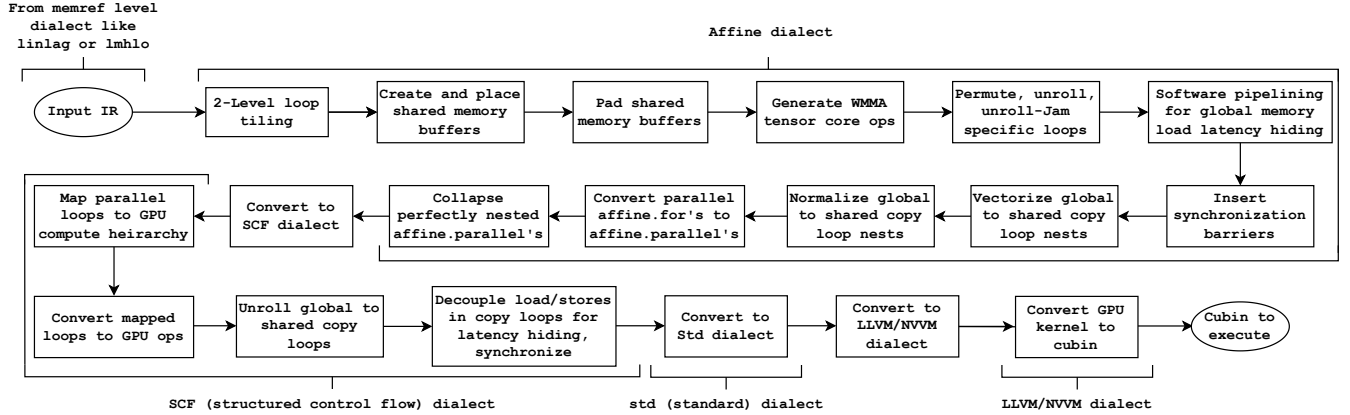 From memref level
dialect like
linlag or lmhlo
Affine dialect
Input IR
2-Level loop
tiling
Create and place
shared memory
buffers
Pad shared
memory buffers
Generate WMMA
tensor core ops
Permute, unroll,
unroll-Jam
specific loops
Software pipelining
for global memory
load latency hiding
Insert
synchronization
barriers
Vectorize global
to shared copy
loop nests
Normalize global
to shared copy
loop nests
Convert parallel
affine.for's to
affine.parallel's
Collapse
perfectly nested
affine.parallel's
Convert to
SCF dialect
Map parallel
loops to GPU
compute heirarchy
Convert mapped
loops to GPU ops
Unroll global to
shared copy
loops
Decouple load/stores
in copy loops for
latency hiding,
synchronize
Convert to
Std dialect
Convert to
LLVM/NVVM
dialect
Convert GPU
kernel to
cubin
Cubin to
execute
SCF (structured control flow) dialect
std (standard) dialect
LLVM/NVVM dialect